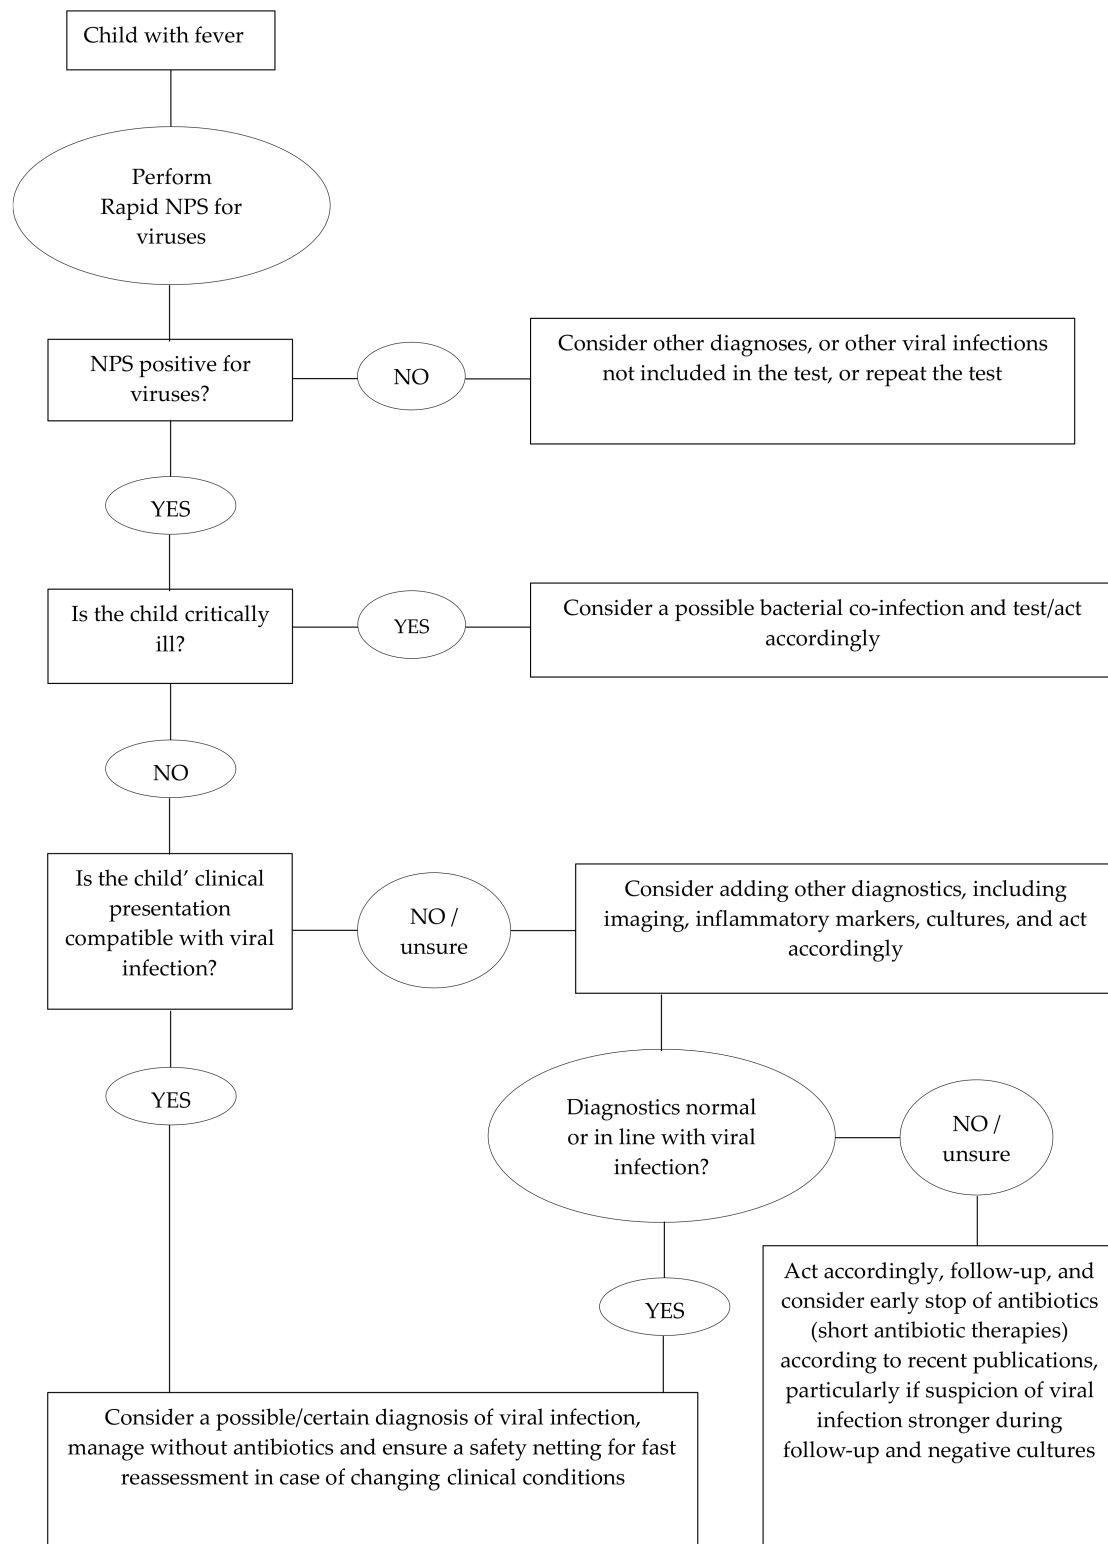 Child with fever
Perform
Rapid NPS for
viruses
NPS positive for
viruses?
NO
Consider other diagnoses, or other viral infections
not included in the test, or repeat the test
YES
Is the child critically
ill?
YES
Consider a possible bacterial co-infection and test/act
accordingly
NO
Is the child’ clinical
presentation
compatible with viral
infection?
NO /
unsure
Consider adding other diagnostics, including
imaging, inflammatory markers, cultures, and act
accordingly
YES
Diagnostics normal
or in line with viral
infection?
NO /
unsure
YES
Act accordingly, follow-up, and
consider early stop of antibiotics
(short antibiotic therapies)
according to recent publications,
particularly if suspicion of viral
infection stronger during
follow-up and negative cultures
Consider a possible/certain diagnosis of viral infection,
manage without antibiotics and ensure a safety netting for fast
reassessment in case of changing clinical conditions